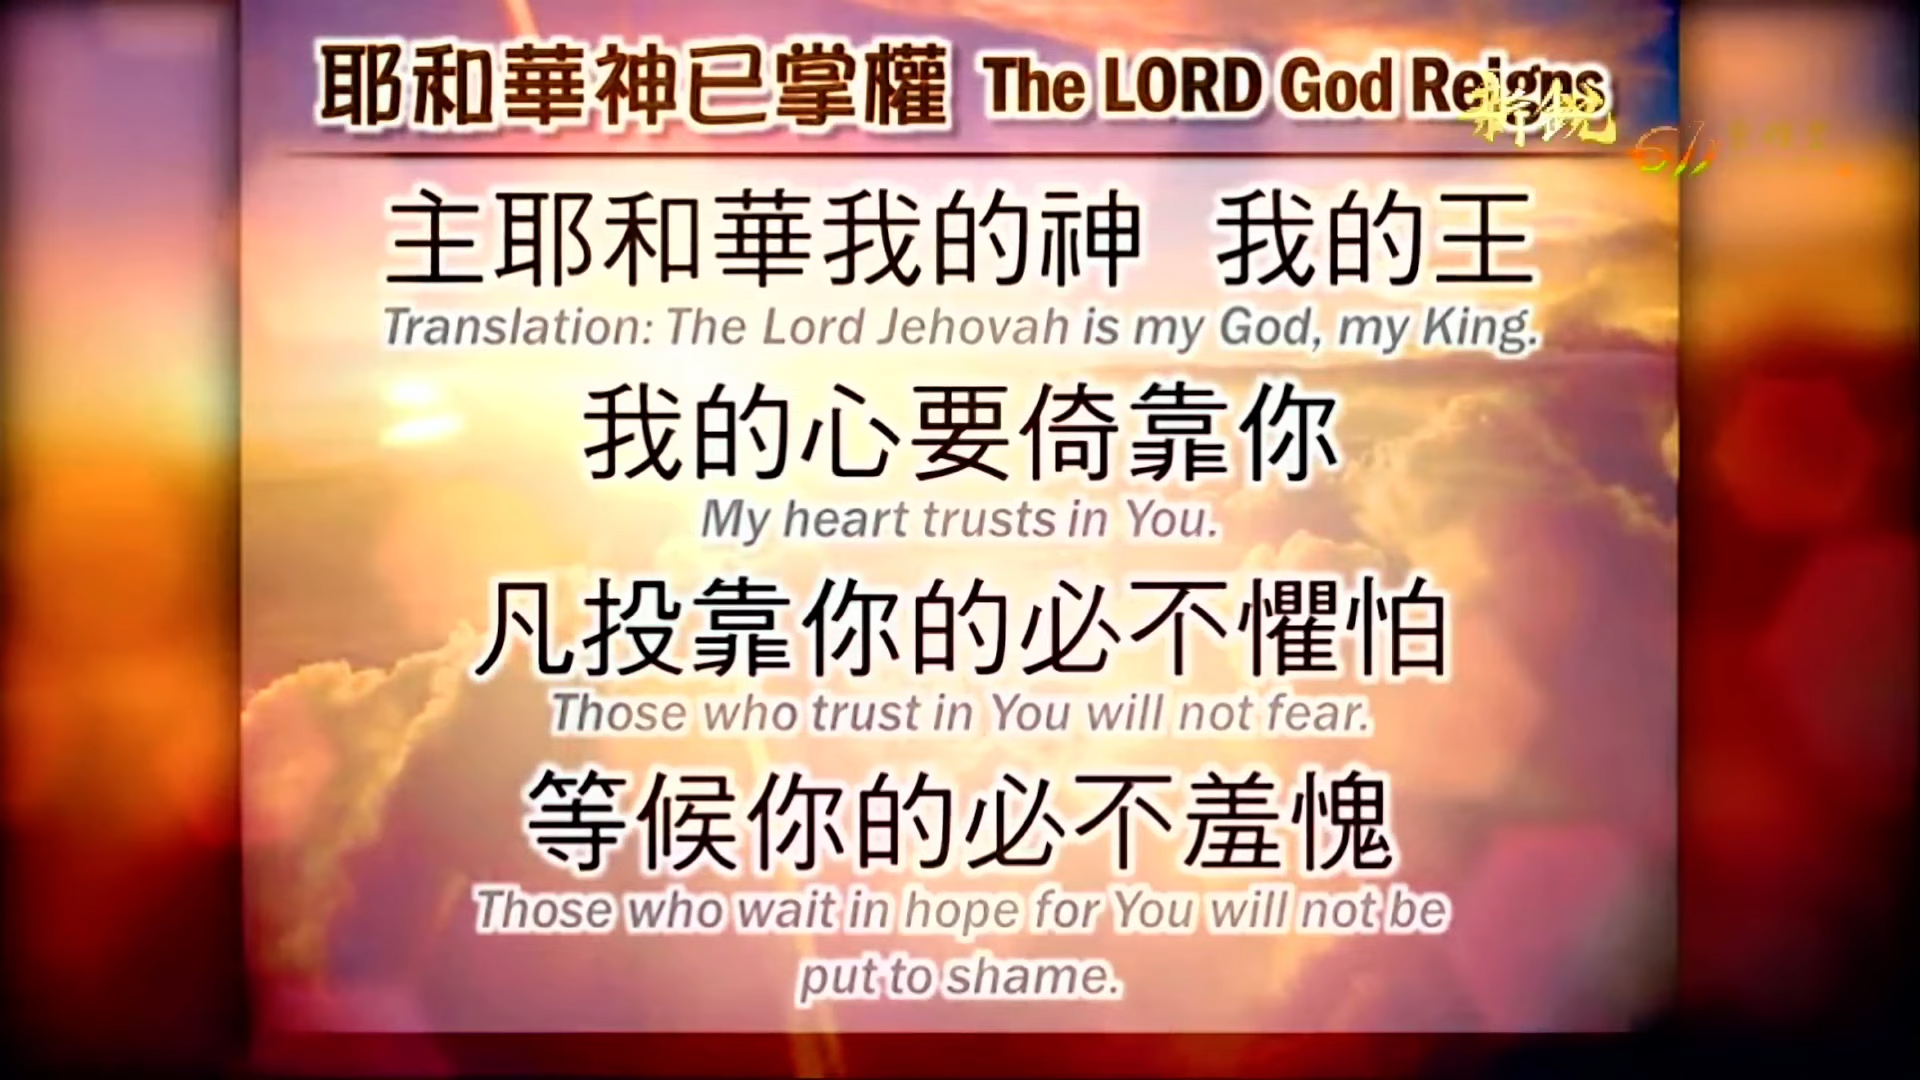 耶和華神已掌權 The LORD God Reigns
主耶和華我的神 我的王
Translation: The Lord Jehovah is my God, my King.
我的心要倚靠你
My heart trusts in You.
凡投靠你的必不懼怕
Those who trust in You will not fear.
等候你的必不羞愧
Those who wait in hope for You will not be
put to shame.